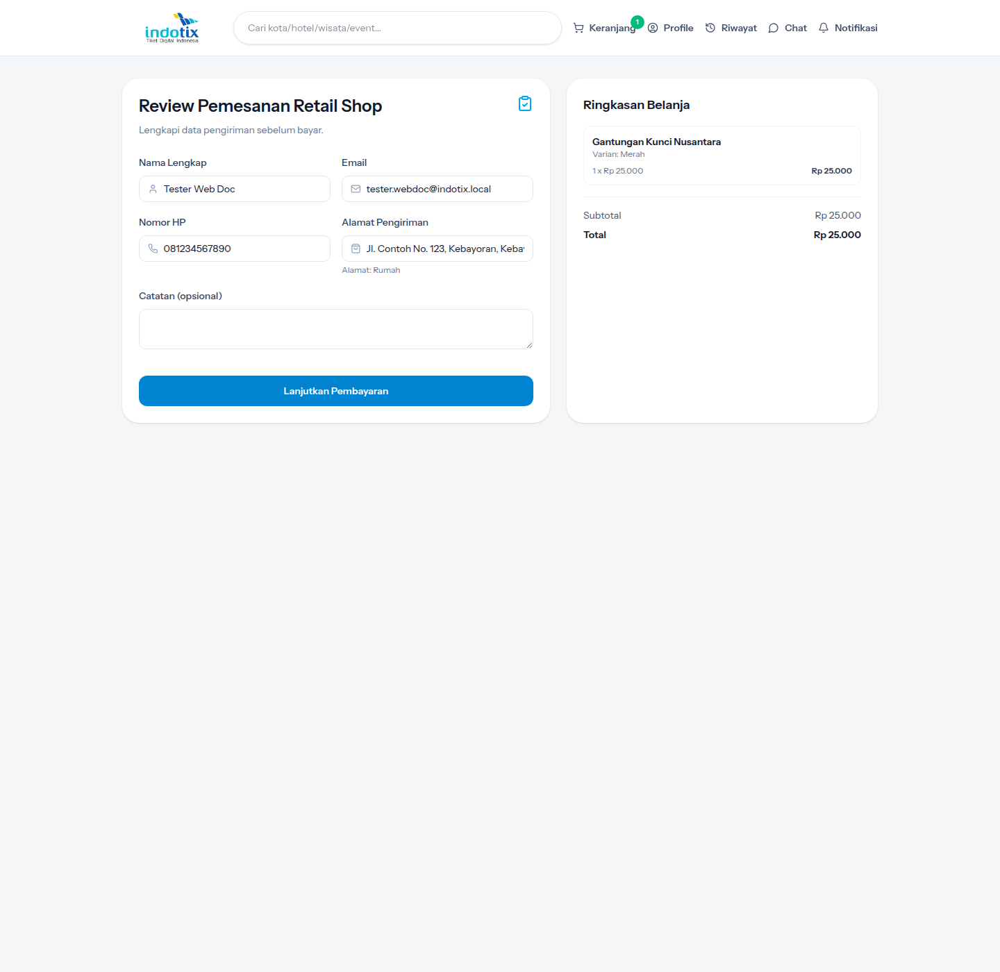 indotix
Tiket Digital Indonesia
Cari kota/hotel/wisata/event...
Keranjang
1
Profile
Riwayat
Chat
Notifikasi
Review Pemesanan Retail Shop
Lengkapi data pengiriman sebelum bayar.
Nama Lengkap
Tester Web Doc
Email
tester.webdoc@indotix.local
Nomor HP
081234567890
Alamat Pengiriman
Jl. Contoh No. 123, Kebayoran, Kebay
Alamat: Rumah
Catatan (opsional)
Lanjutkan Pembayaran
Ringkasan Belanja
Gantungan Kunci Nusantara
Varian: Merah
1 x Rp 25.000
Rp 25.000
Subtotal
Rp 25.000
Total
Rp 25.000